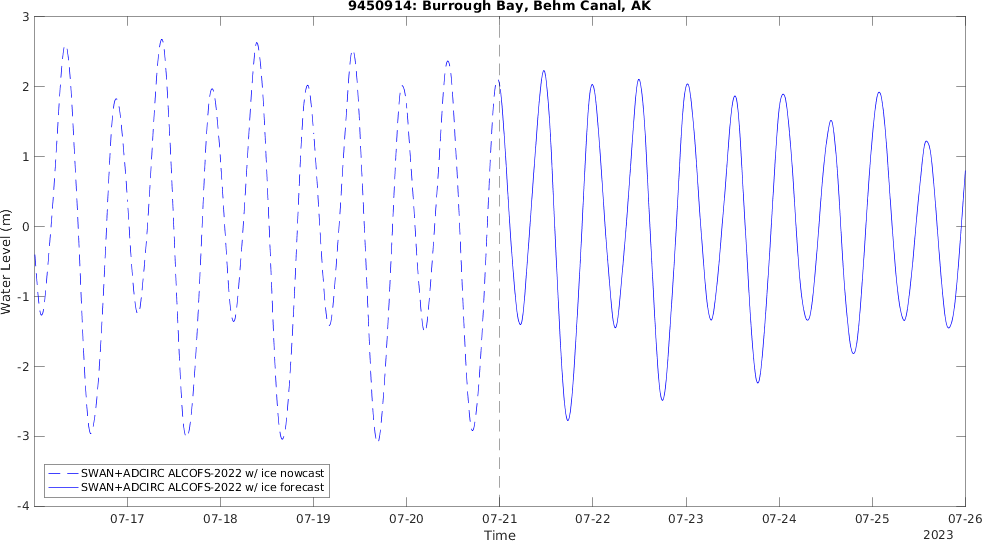 9450914: Burrough Bay, Behm Canal, AK
Water Level (m)
3
2
1
0
-1
-2
-3
-4
SWAN+ADCIRC ALCOFS-2022 w/ ice nowcast
SWAN+ADCIRC ALCOFS-2022 w/ ice forecast
07-17 07-18 07-19 07-20 07-21 07-22 07-23 07-24 07-25 07-26
Time
2023